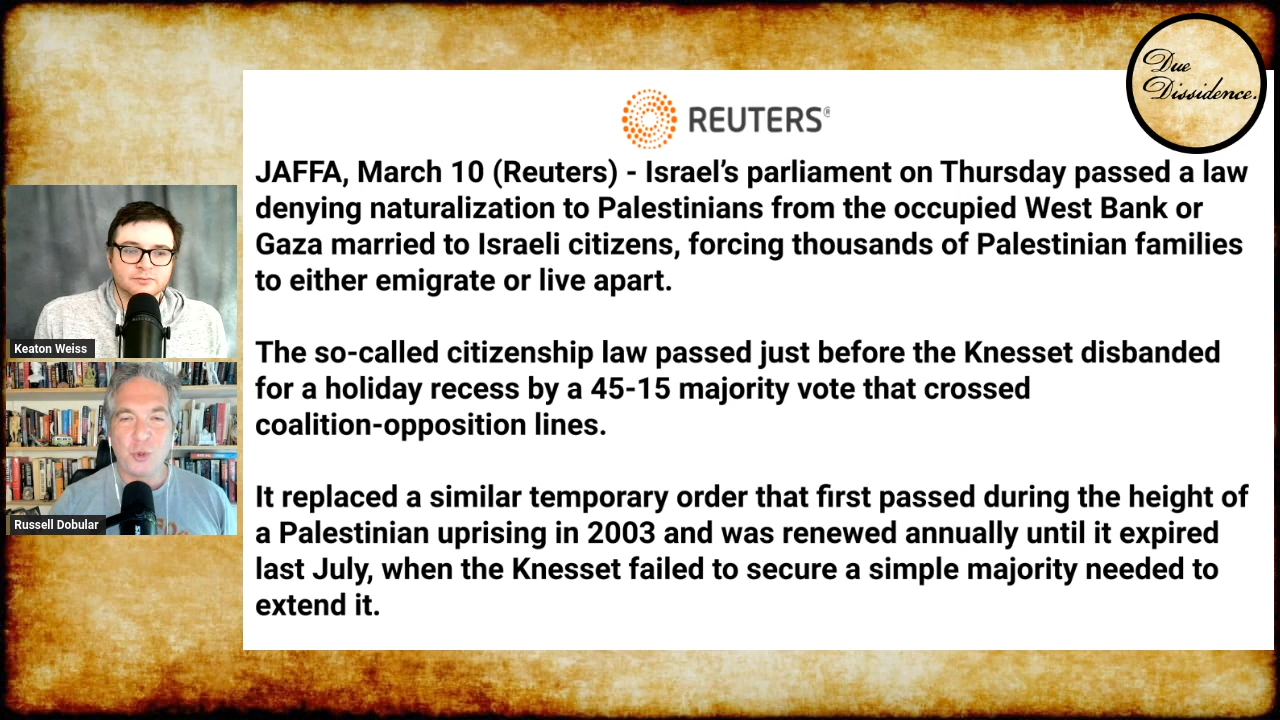 Due
Dissidence.
REUTERS®
JAFFA, March 10 (Reuters) - Israel’s parliament on Thursday passed a law
denying naturalization to Palestinians from the occupied West Bank or
Gaza married to Israeli citizens, forcing thousands of Palestinian families
to either emigrate or live apart.
The so-called citizenship law passed just before the Knesset disbanded
for a holiday recess by a 45-15 majority vote that crossed
coalition-opposition lines.
It replaced a similar temporary order that first passed during the height of
a Palestinian uprising in 2003 and was renewed annually until it expired
last July, when the Knesset failed to secure a simple majority needed to
extend it.
Keaton Weiss
Russell Dobular